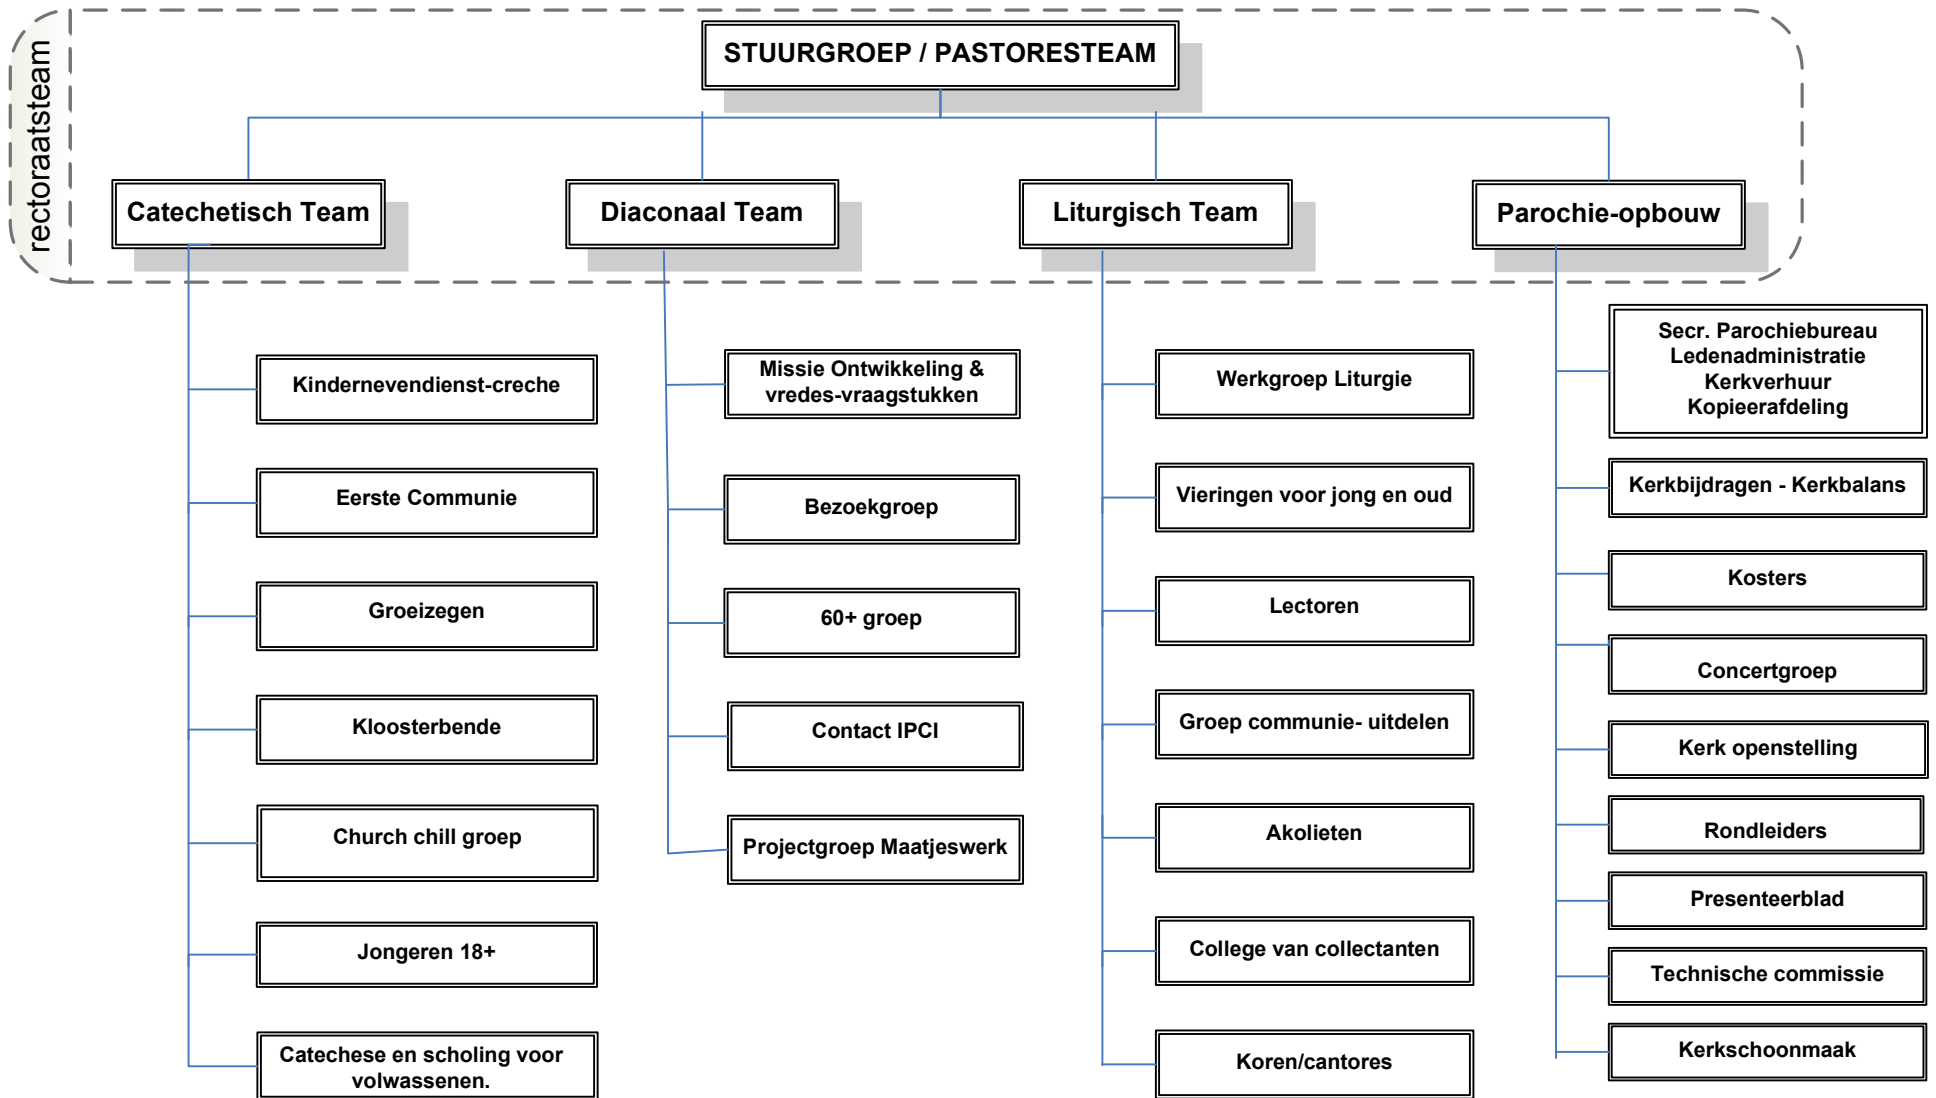 rectoraatsteam
STUURGROEP / PASTORESTEAM
Catechetisch Team
Diaconaal Team
Liturgisch Team
Parochie-opbouw
Kindernevendienst-creche
Eerste Communie
Groeizegen
Kloosterbende
Church chill groep
Jongeren 18+
Catechese en scholing voor
volwassenen.
Missie Ontwikkeling &
vredes-vraagstukken
Bezoekgroep
60+ groep
Contact IPCI
Projectgroep Maatjeswerk
Werkgroep Liturgie
Vieringen voor jong en oud
Lectoren
Groep communie- uitdelen
Akolieten
College van collectanten
Koren/cantores
Secr. Parochiebureau
Ledenadministratie
Kerkverhuur
Kopieerafdeling
Kerkbijdragen - Kerkbalans
Kosters
Concertgroep
Kerk openstelling
Rondleiders
Presenteerblad
Technische commissie
Kerkschoonmaak